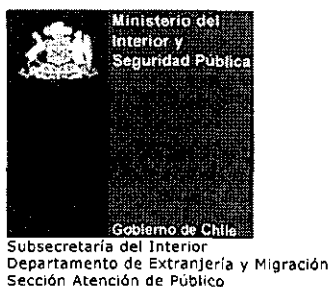 Ministerio del
Interior y
Seguridad Pública
Gobierno de Chile
Subsecretaría del Interior
Departamento de Extranjería y Migración
Sección Atención de Público